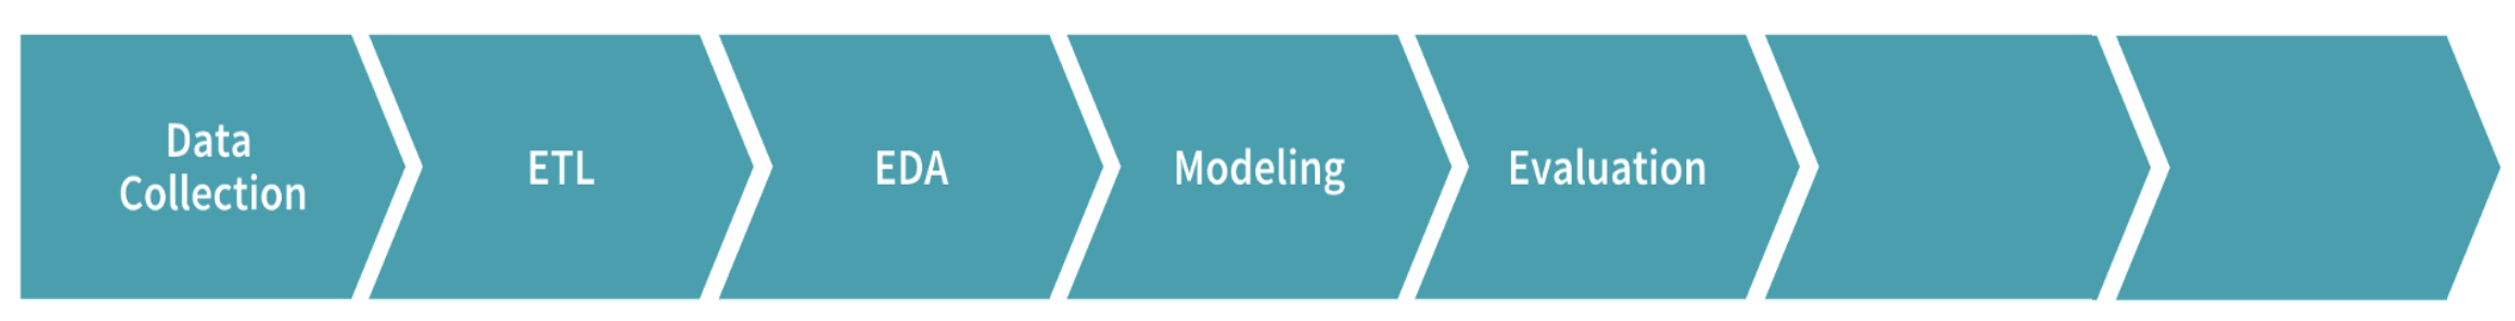 Data
Collection
ETL
EDA
Modeling
Evaluation